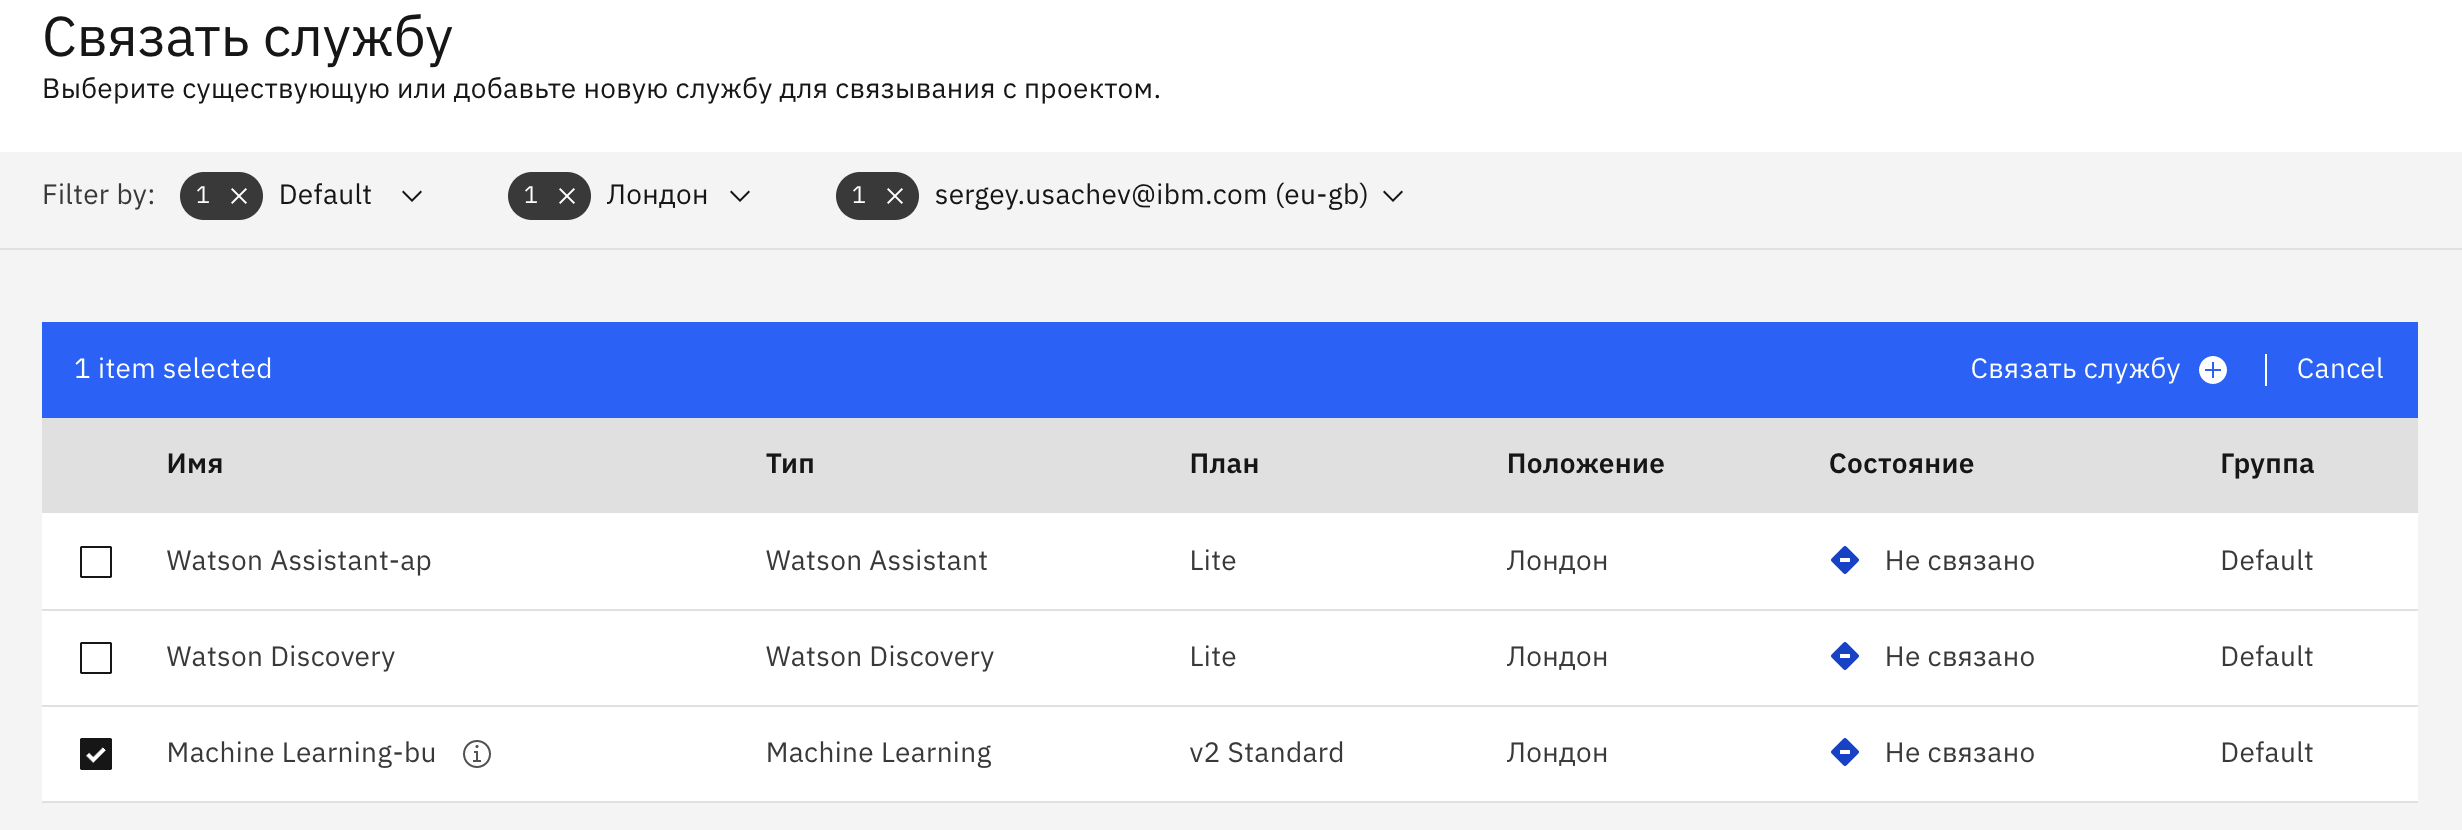 Связать службу
Выберите существующую или добавьте новую службу для связывания с проектом.
Filter by: 1 Default 1 Лондон 1 sergey.usachev@ibm.com (eu-gb)
1 item selected Связать службу Cancel
Имя Тип План Положение Состояние Группа
Watson Assistant-ap Watson Assistant Lite Лондон Не связано Default
Watson Discovery Watson Discovery Lite Лондон Не связано Default
Machine Learning-bu Machine Learning v2 Standard Лондон Не связано Default